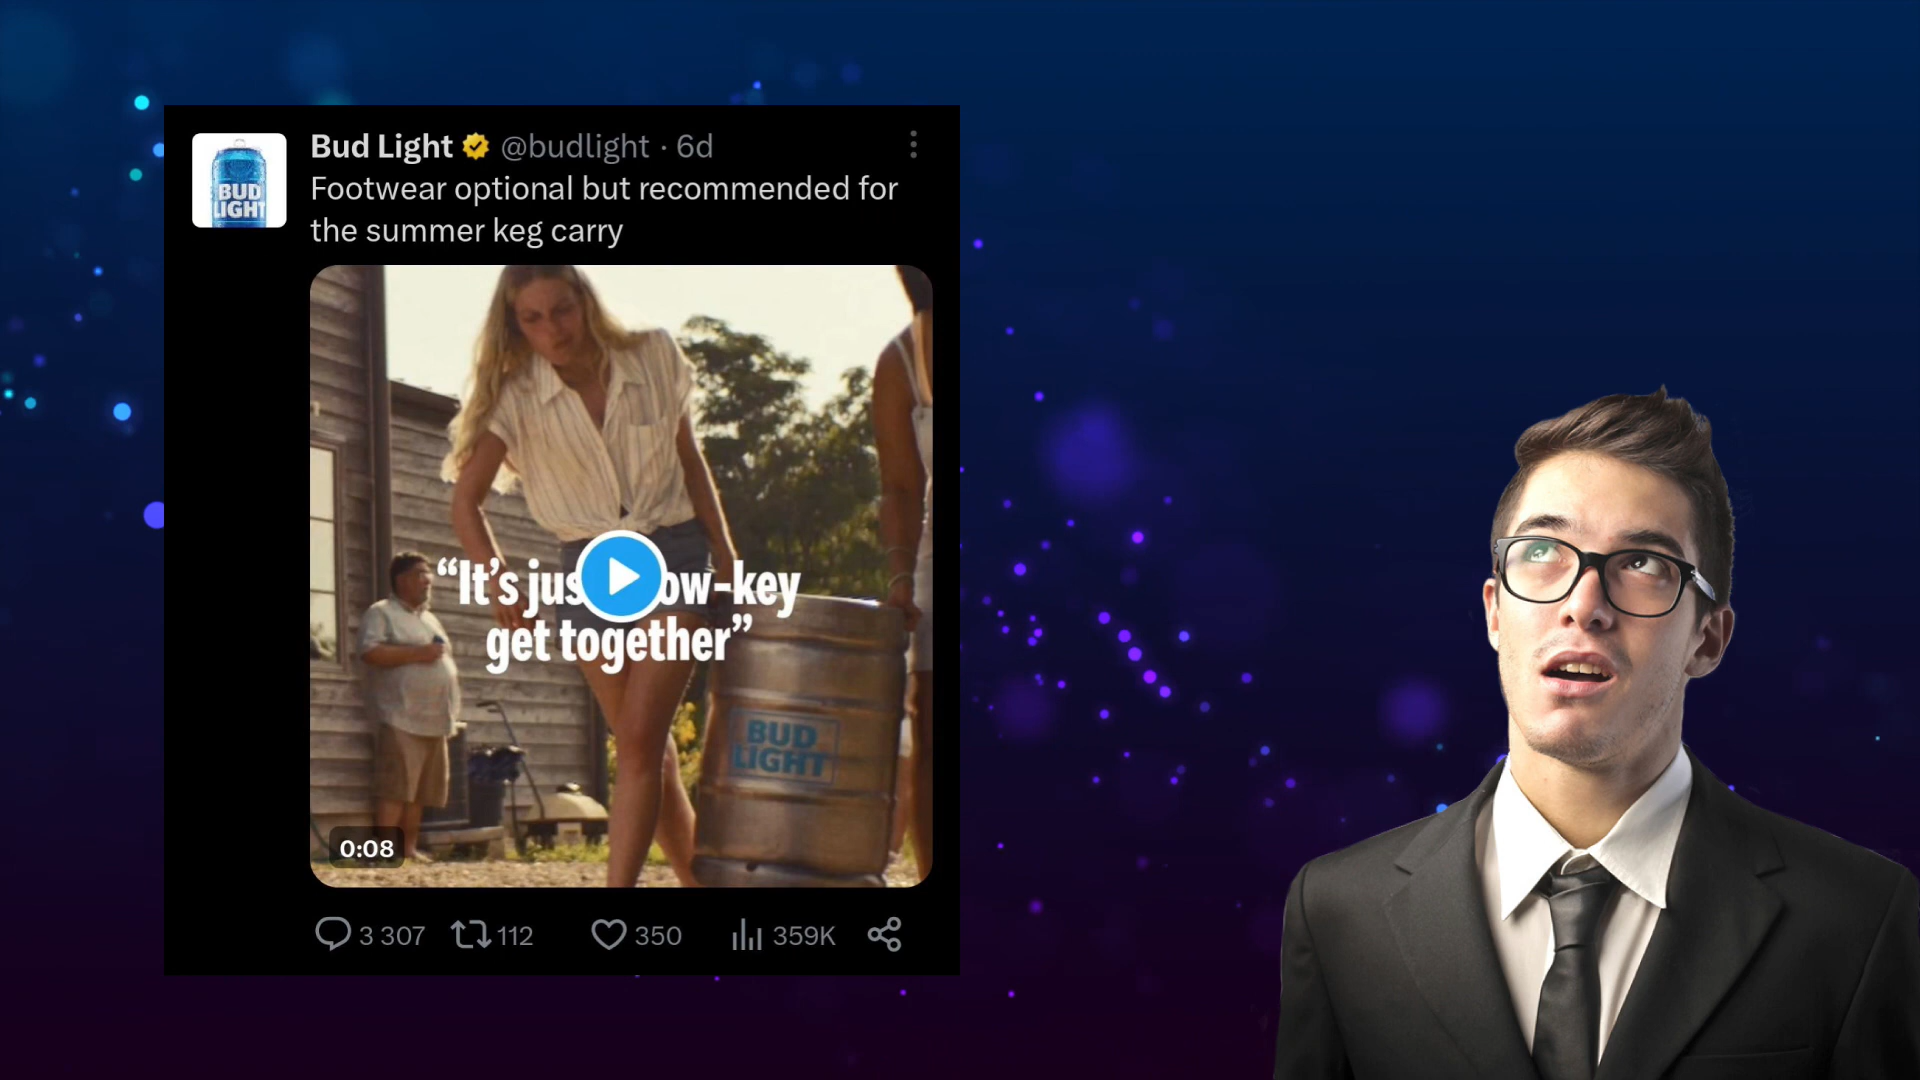 Bud Light @budlight · 6d
Footwear optional but recommended for
the summer keg carry
BUD
LIGHT
“It’s jus ow-key
get together”
BUD
LIGHT
0:08
3 307 112 350 359K